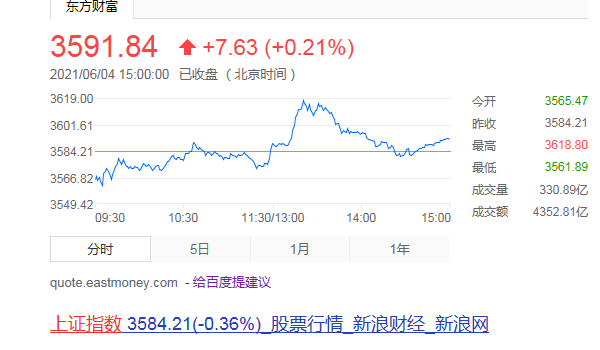 东方财富
3591.84 +7.63 (+0.21%)
2021/06/04 15:00:00 已收盘 ( 北京时间 )
3619.00
3601.61
3584.21
3566.82
3549.42
09:30 10:30 11:30/13:00 14:00 15:00
今开 3565.47
昨收 3584.21
最高 3618.80
最低 3561.89
成交量 330.89亿
成交额 4352.81亿
分时 5日 1月 1年
quote.eastmoney.com - 给百度提建议
上证指数 3584.21(-0.36%)_股票行情_新浪财经_新浪网